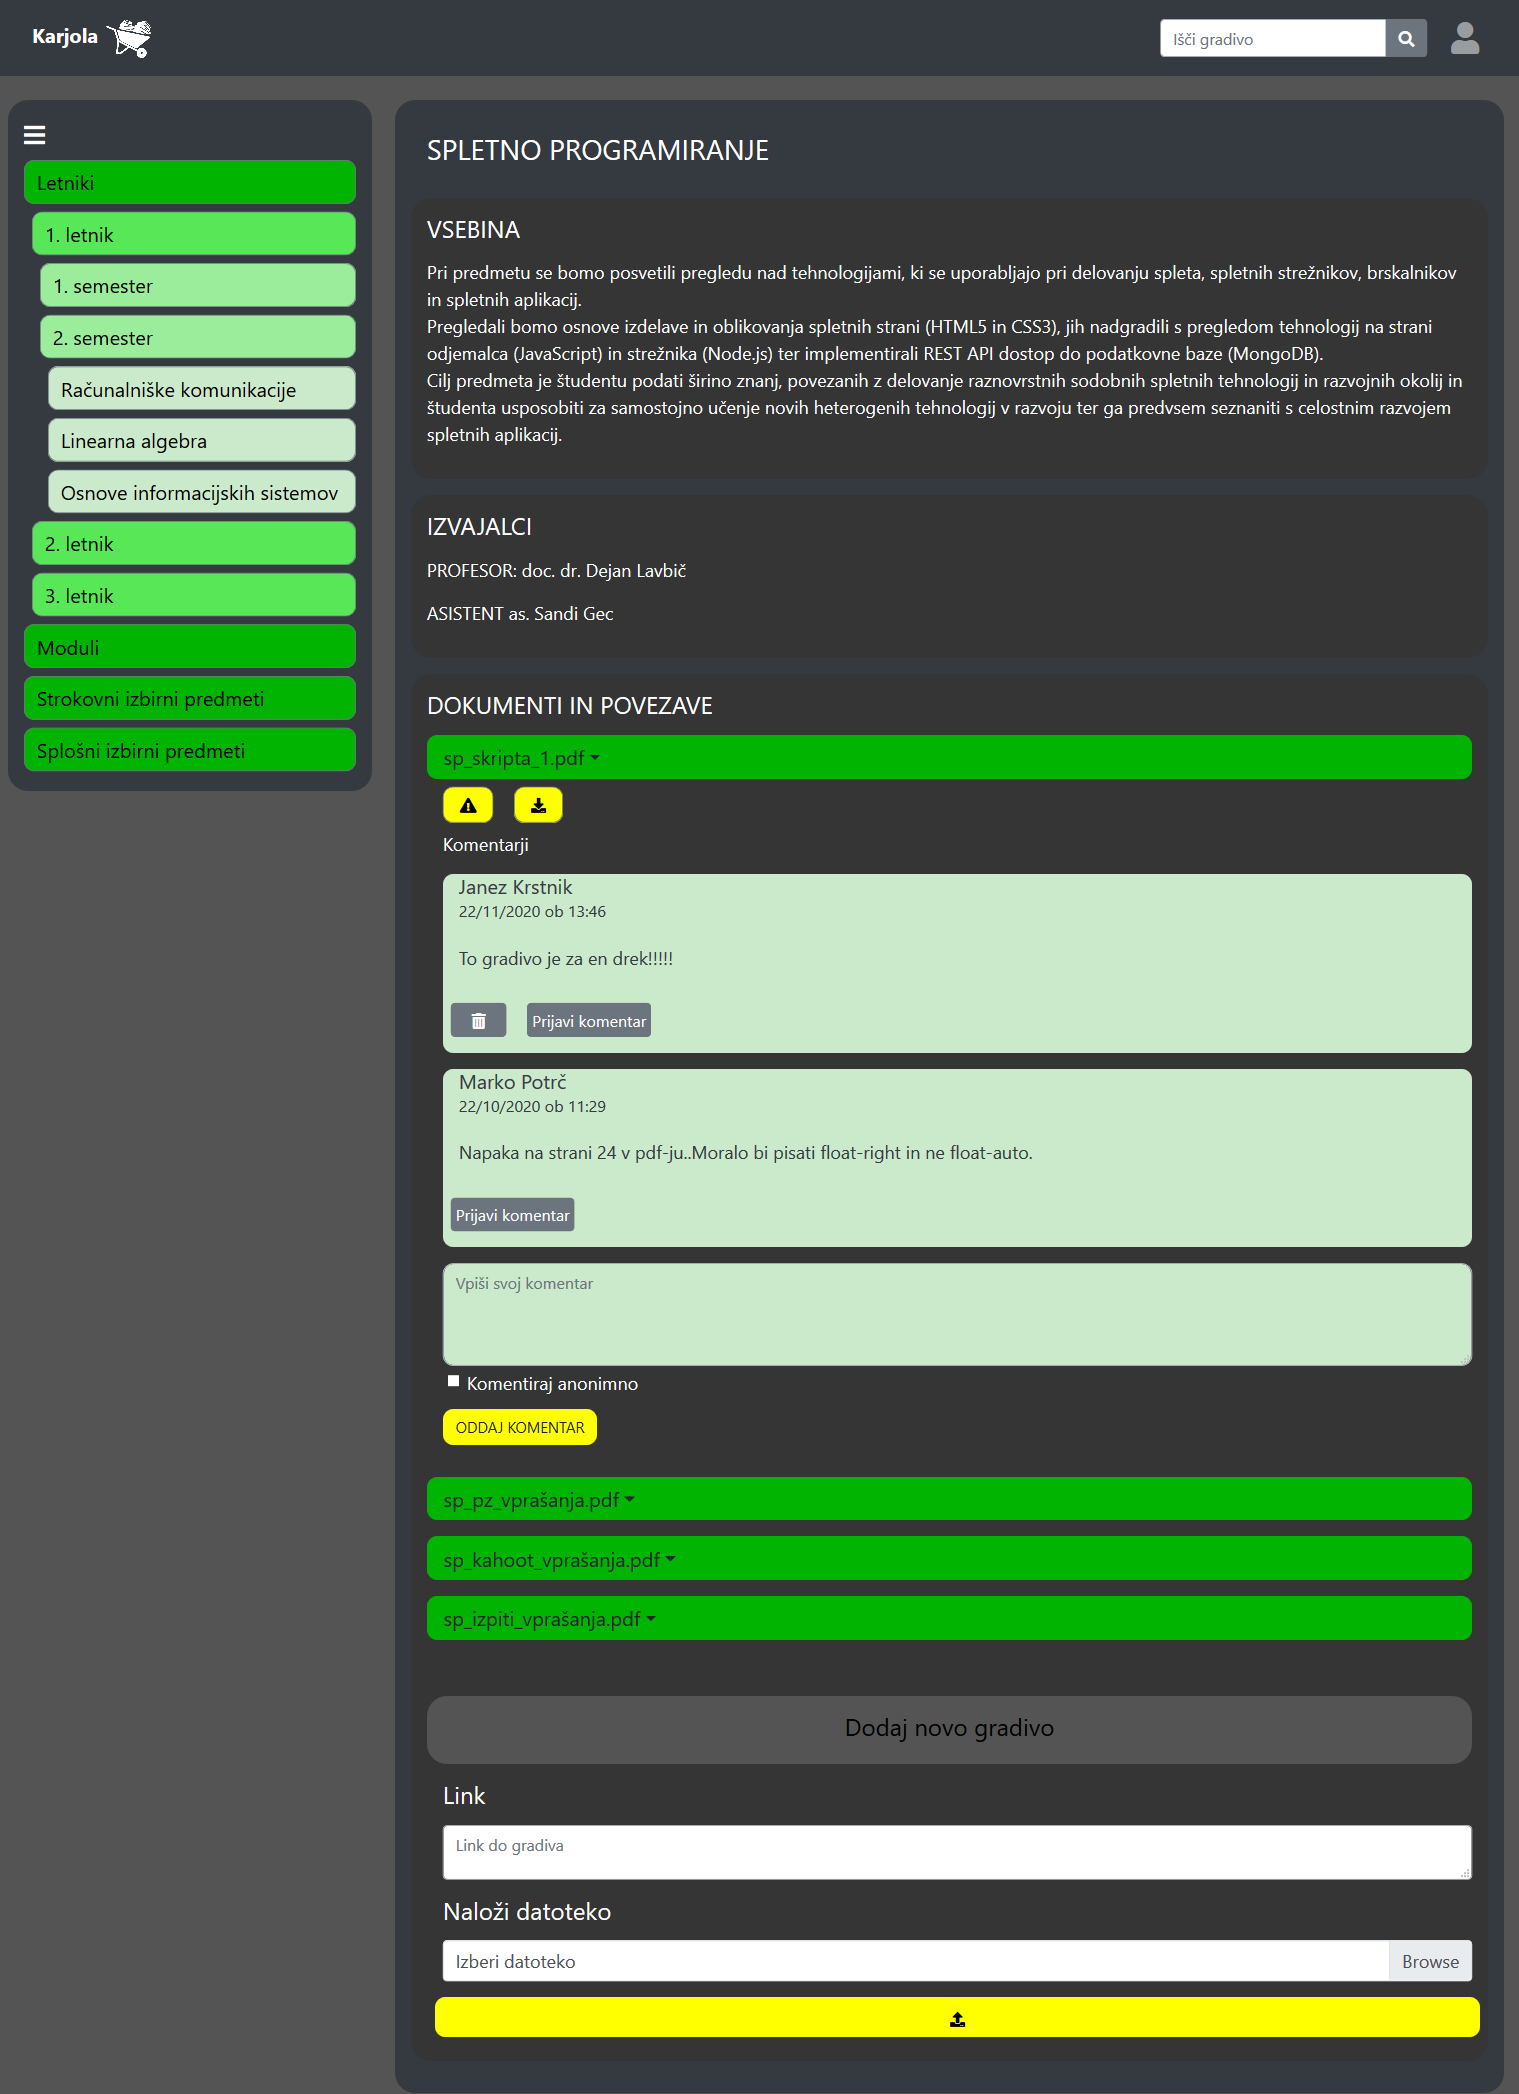 Karjola
Išči gradivo
Letniki
1. letnik
1. semester
2. semester
Računalniške komunikacije
Linearna algebra
Osnove informacijskih sistemov
2. letnik
3. letnik
Moduli
Strokovni izbirni predmeti
Splošni izbirni predmeti
SPLETNO PROGRAMIRANJE
VSEBINA
Pri predmetu se bomo posvetili pregledu nad tehnologijami, ki se uporabljajo pri delovanju spleta, spletnih strežnikov, brskalnikov
in spletnih aplikacij.
Pregledali bomo osnove izdelave in oblikovanja spletnih strani (HTML5 in CSS3), jih nadgradili s pregledom tehnologij na strani
odjemalca (JavaScript) in strežnika (Node.js) ter implementirali REST API dostop do podatkovne baze (MongoDB).
Cilj predmeta je študentu podati širino znanj, povezanih z delovanje raznovrstnih sodobnih spletnih tehnologij in razvojnih okolij in
študenta usposobiti za samostojno učenje novih heterogenih tehnologij v razvoju ter ga predvsem seznaniti s celostnim razvojem
spletnih aplikacij.
IZVAJALCI
PROFESOR: doc. dr. Dejan Lavbič
ASISTENT as. Sandi Gec
DOKUMENTI IN POVEZAVE
sp_skripta_1.pdf
Komentarji
Janez Krstnik
22/11/2020 ob 13:46
To gradivo je za en drek!!!!!
Prijavi komentar
Marko Potrč
22/10/2020 ob 11:29
Napaka na strani 24 v pdf-ju..Moralo bi pisati float-right in ne float-auto.
Prijavi komentar
Vpiši svoj komentar
Komentiraj anonimno
ODDAJ KOMENTAR
sp_pz_vprašanja.pdf
sp_kahoot_vprašanja.pdf
sp_izpiti_vprašanja.pdf
Dodaj novo gradivo
Link
Link do gradiva
Naloži datoteko
Izberi datoteko
Browse